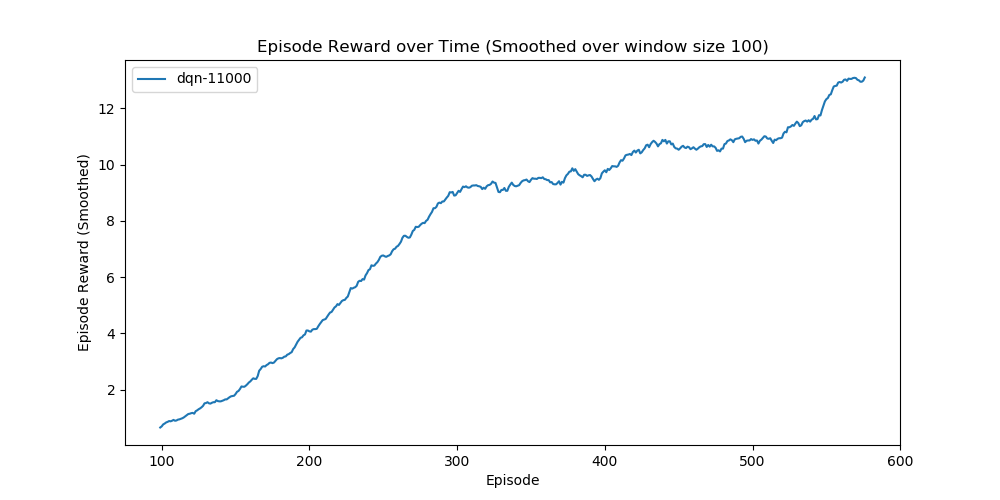 Episode Reward over Time (Smoothed over window size 100)
dqn-11000
Episode Reward (Smoothed)
12
10
8
6
4
2
100 200 300 400 500 600
Episode